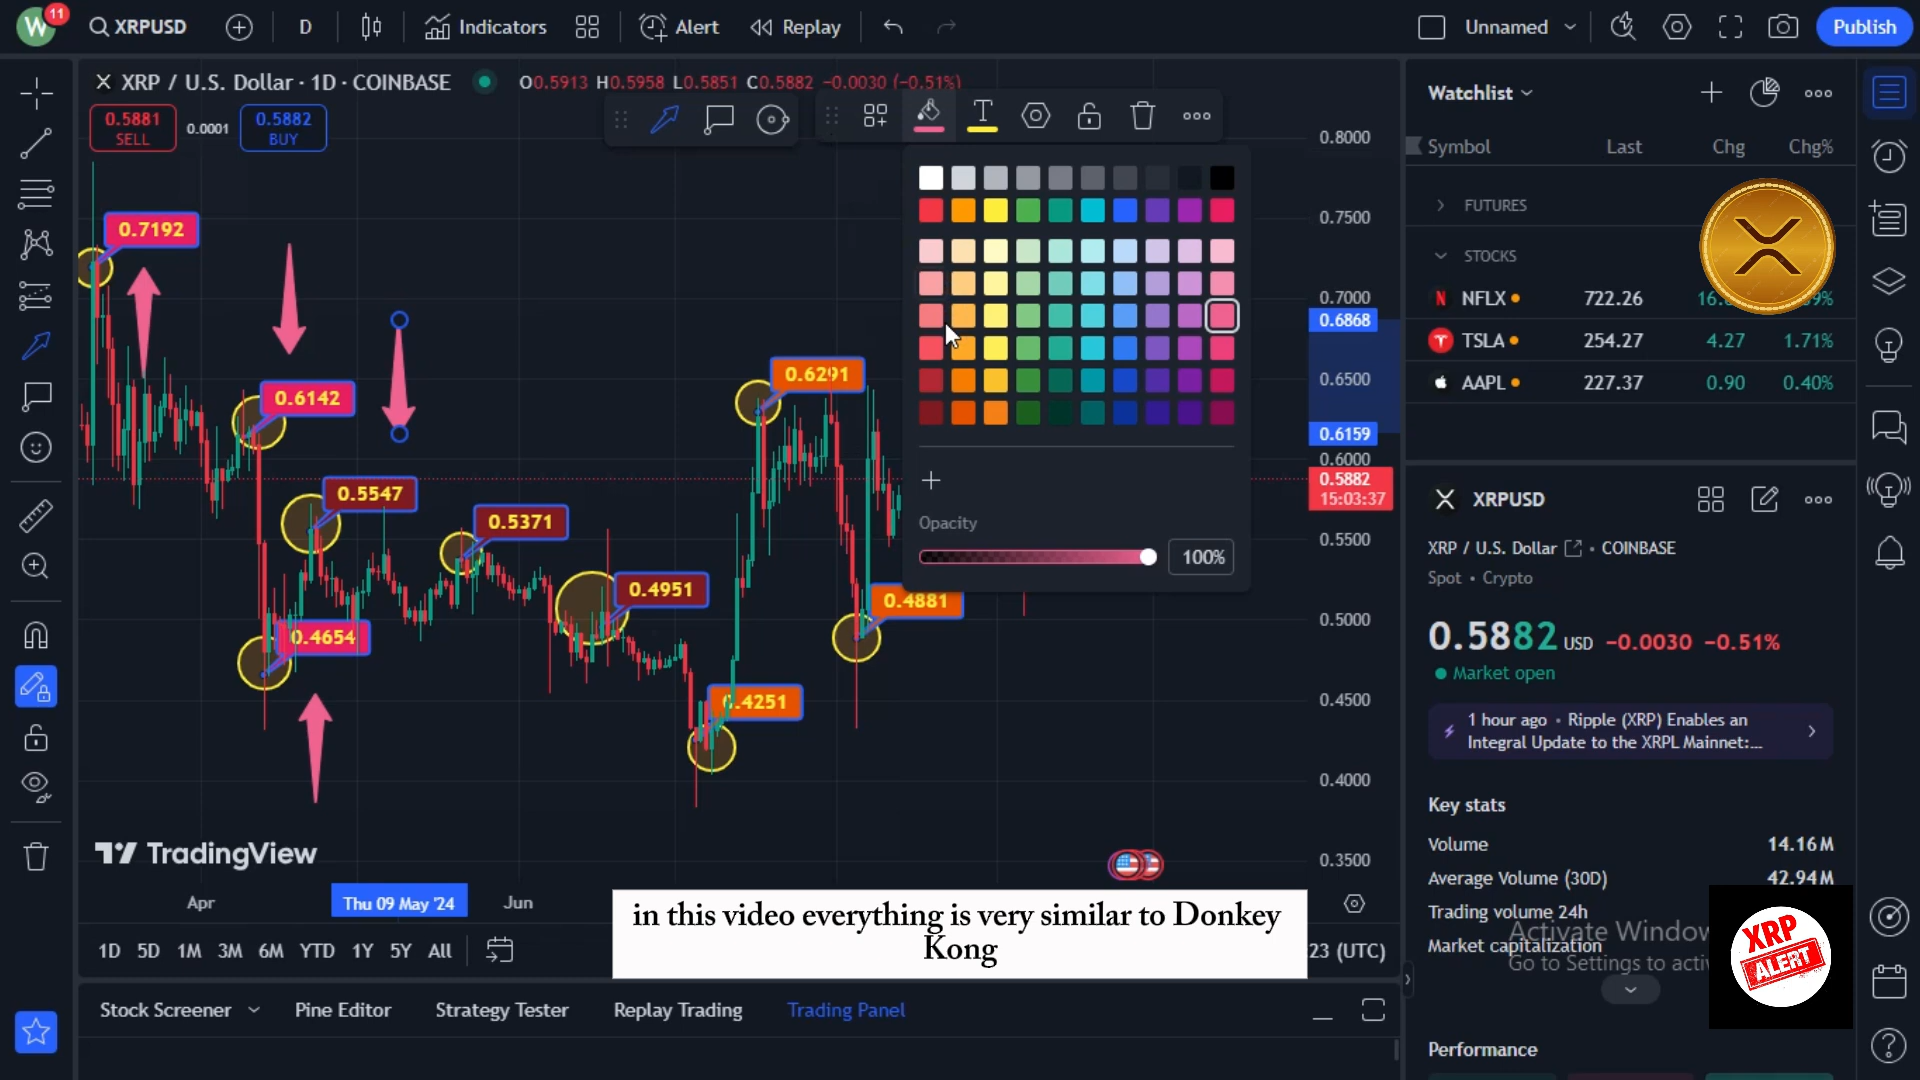 W 11 XRPUSD D Indicators Alert Replay Unnamed Publish
XRP / U.S. Dollar · 1D · COINBASE O0.5913 H0.5958 L0.5851 C0.5882 −0.0030 (−0.51%)
0.5881
SELL
0.0001
0.5882
BUY
0.7192
0.6142
0.5547
0.5371
0.4951
0.4654
0.4251
0.6291
0.4881
T
Opacity
100%
0.8000
0.7500
0.7000
0.6868
0.6500
0.6159
0.6000
0.5882
15:03:37
0.5500
0.5000
0.4500
0.4000
0.3500
TradingView
Apr Thu 09 May '24 Jun
1D 5D 1M 3M 6M YTD 1Y 5Y All
23 (UTC)
in this video everything is very similar to Donkey
Kong
Stock Screener Pine Editor Strategy Tester Replay Trading Trading Panel
Watchlist
Symbol Last Chg Chg%
FUTURES
STOCKS
N NFLX 722.26 16. 9%
TSLA 254.27 4.27 1.71%
AAPL 227.37 0.90 0.40%
XRPUSD
XRP / U.S. Dollar • COINBASE
Spot • Crypto
0.5882 USD −0.0030 −0.51%
Market open
1 hour ago • Ripple (XRP) Enables an
Integral Update to the XRPL Mainnet:...
Key stats
Volume 14.16M
Average Volume (30D) 42.94M
Trading volume 24h
Market capitalization
Activate Window
Go to Settings to activ
XRP
ALERT
Performance